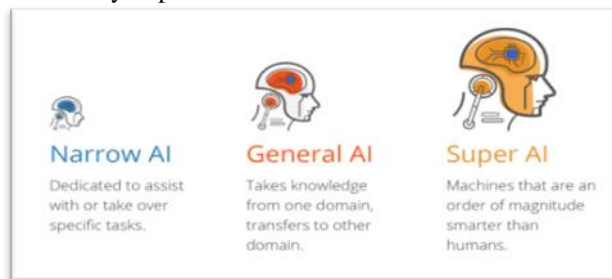 Narrow AI
Dedicated to assist
with or take over
specific tasks.
General AI
Takes knowledge
from one domain,
transfers to other
domain.
Super AI
Machines that are an
order of magnitude
smarter than
humans.